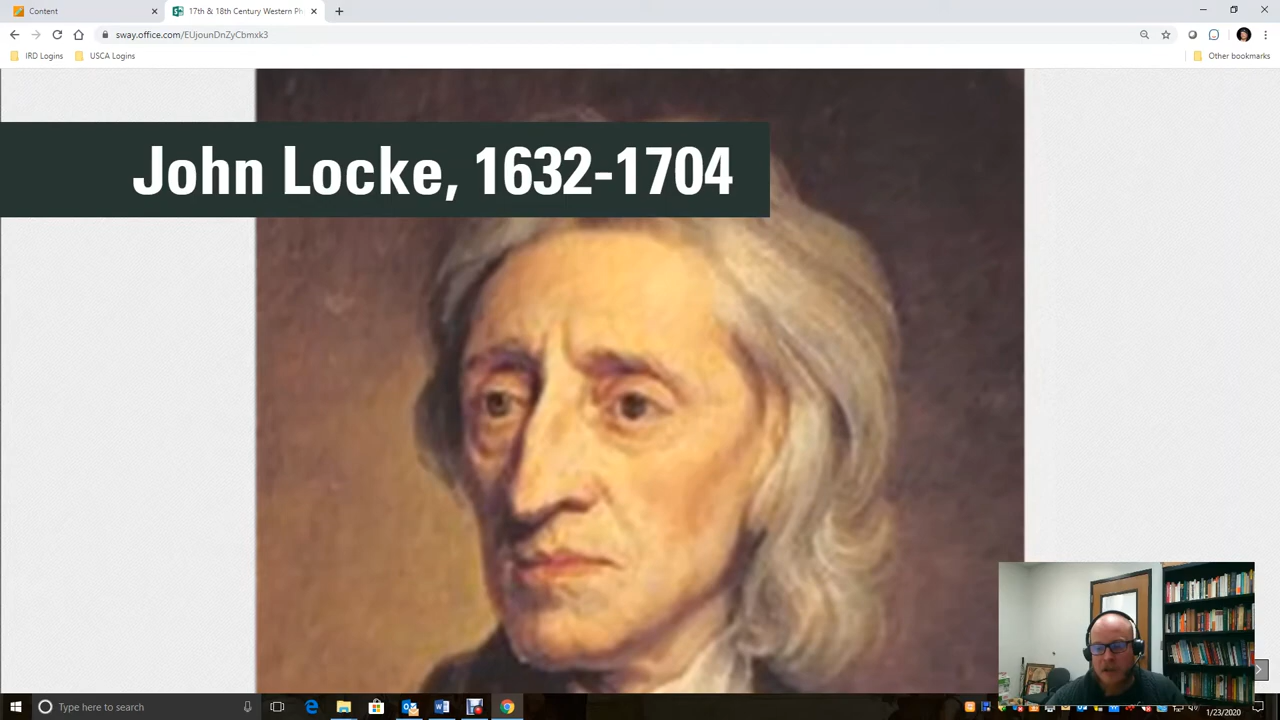 Content
17th & 18th Century Western Ph
sway.office.com/EUjounDnZyCbmxk3
IRD Logins
USCA Logins
Other bookmarks
John Locke, 1632-1704
Type here to search
1/23/2020